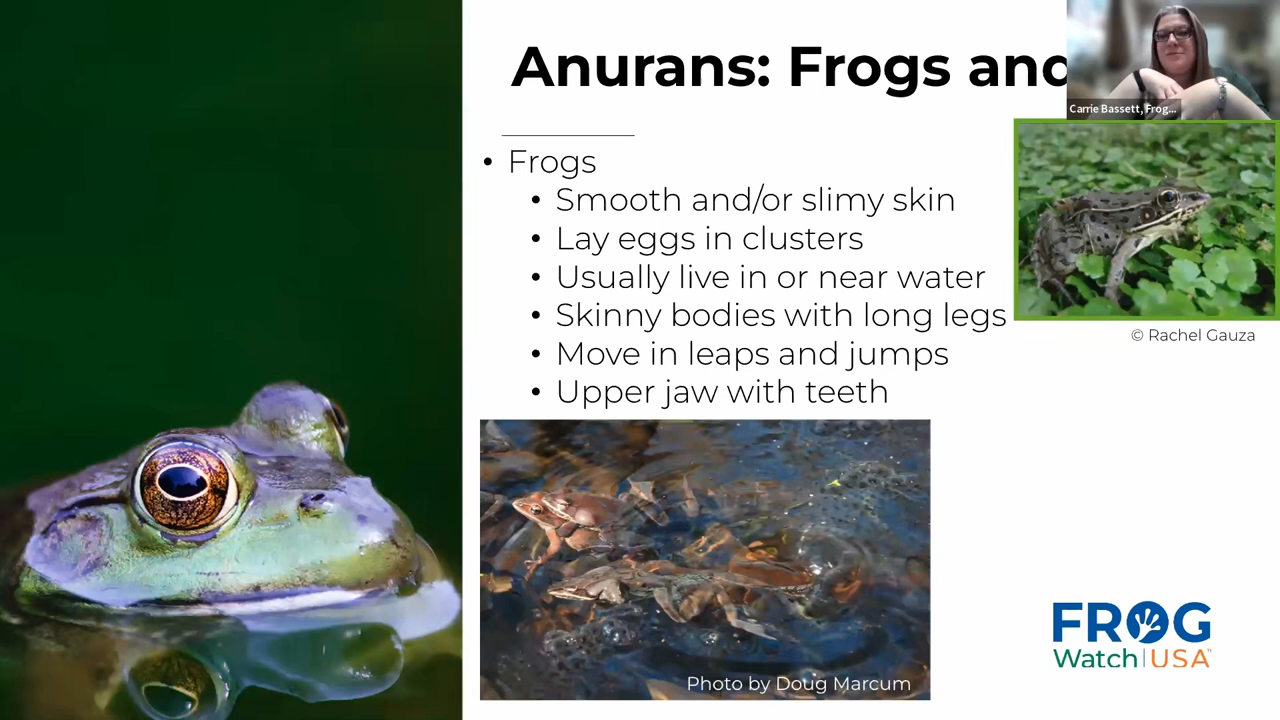 Anurans: Frogs and
Carrie Bassett, Frog...
• Frogs
• Smooth and/or slimy skin
• Lay eggs in clusters
• Usually live in or near water
• Skinny bodies with long legs
• Move in leaps and jumps
• Upper jaw with teeth
© Rachel Gauza
Photo by Doug Marcum
FROG
Watch|USA™